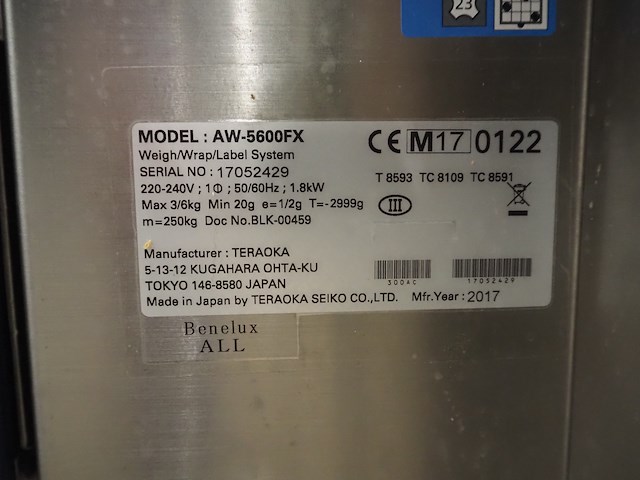 23
MODEL : AW-5600FX
Weigh/Wrap/Label System
SERIAL NO : 17052429
220-240V ; 1Φ ; 50/60Hz ; 1.8kW
Max 3/6kg Min 20g e=1/2g T=-2999g
m=250kg Doc No.BLK-00459
CE M17 0122
T 8593 TC 8109 TC 8591
III
Manufacturer : TERAOKA
5-13-12 KUGAHARA OHTA-KU
TOKYO 146-8580 JAPAN
Made in Japan by TERAOKA SEIKO CO.,LTD.
300AC
17052429
Mfr.Year : 2017
Benelux
ALL